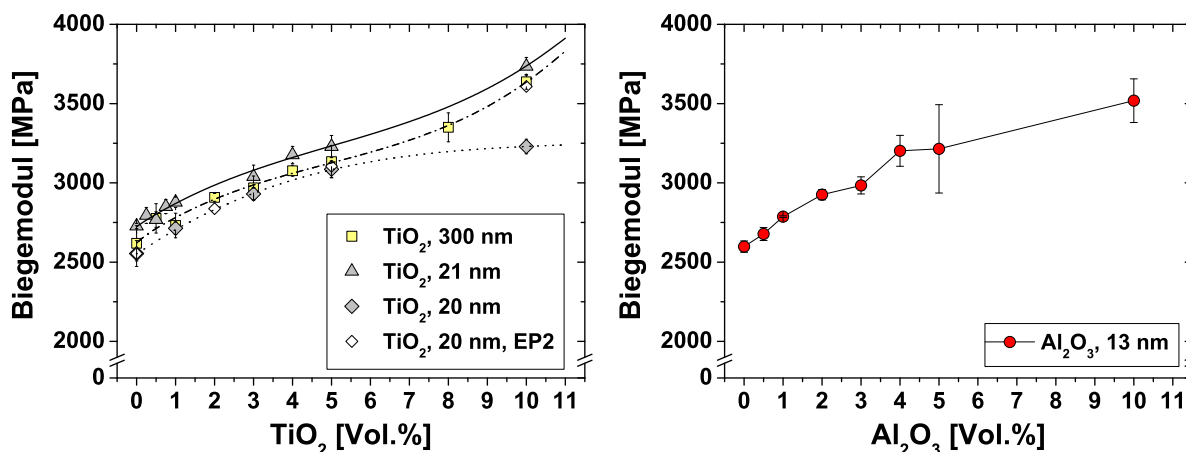 4000
3500
3000
2500
2000
0
Biegemodul [MPa]
TiO₂, 300 nm
TiO₂, 21 nm
TiO₂, 20 nm
TiO₂, 20 nm, EP2
0 1 2 3 4 5 6 7 8 9 10 11
TiO₂ [Vol.%]
4000
3500
3000
2500
2000
0
Biegemodul [MPa]
Al₂O₃, 13 nm
0 1 2 3 4 5 6 7 8 9 10 11
Al₂O₃ [Vol.%]